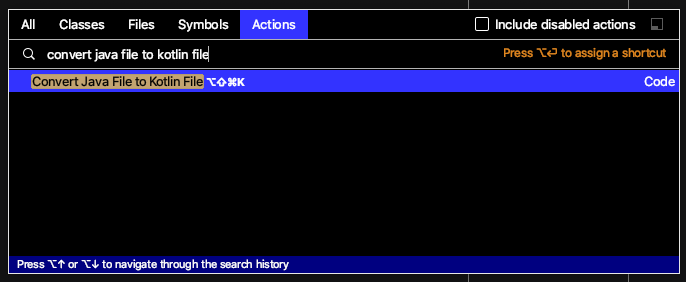 All Classes Files Symbols Actions Include disabled actions
convert java file to kotlin file Press ⌥⏎ to assign a shortcut
Convert Java File to Kotlin File ⌥⇧⌘K Code
Press ⌥↑ or ⌥↓ to navigate through the search history